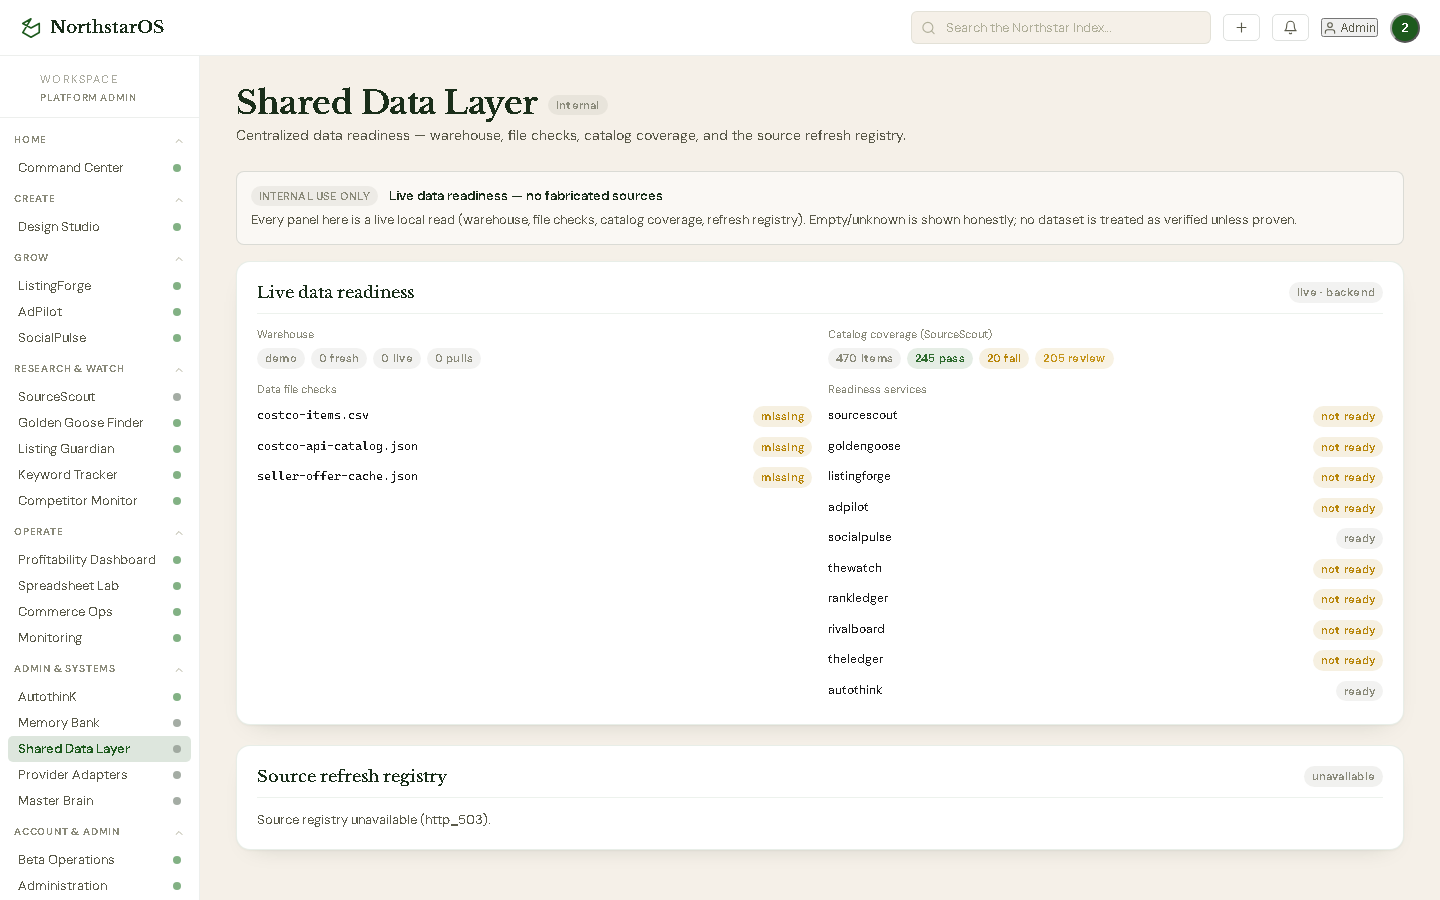 NorthstarOS
Search the Northstar Index...
Admin
2
WORKSPACE
PLATFORM ADMIN
HOME
Command Center
CREATE
Design Studio
GROW
ListingForge
AdPilot
SocialPulse
RESEARCH & WATCH
SourceScout
Golden Goose Finder
Listing Guardian
Keyword Tracker
Competitor Monitor
OPERATE
Profitability Dashboard
Spreadsheet Lab
Commerce Ops
Monitoring
ADMIN & SYSTEMS
AutothinK
Memory Bank
Shared Data Layer
Provider Adapters
Master Brain
ACCOUNT & ADMIN
Beta Operations
Administration
Shared Data Layer Internal
Centralized data readiness — warehouse, file checks, catalog coverage, and the source refresh registry.
INTERNAL USE ONLY Live data readiness — no fabricated sources
Every panel here is a live local read (warehouse, file checks, catalog coverage, refresh registry). Empty/unknown is shown honestly; no dataset is treated as verified unless proven.
Live data readiness live · backend
Warehouse
demo 0 fresh 0 live 0 pulls
Data file checks
costco-items.csv missing
costco-api-catalog.json missing
seller-offer-cache.json missing
Catalog coverage (SourceScout)
470 items 245 pass 20 fail 205 review
Readiness services
sourcescout not ready
goldengoose not ready
listingforge not ready
adpilot not ready
socialpulse ready
thewatch not ready
rankledger not ready
rivalboard not ready
theledger not ready
autothink ready
Source refresh registry unavailable
Source registry unavailable (http_503).